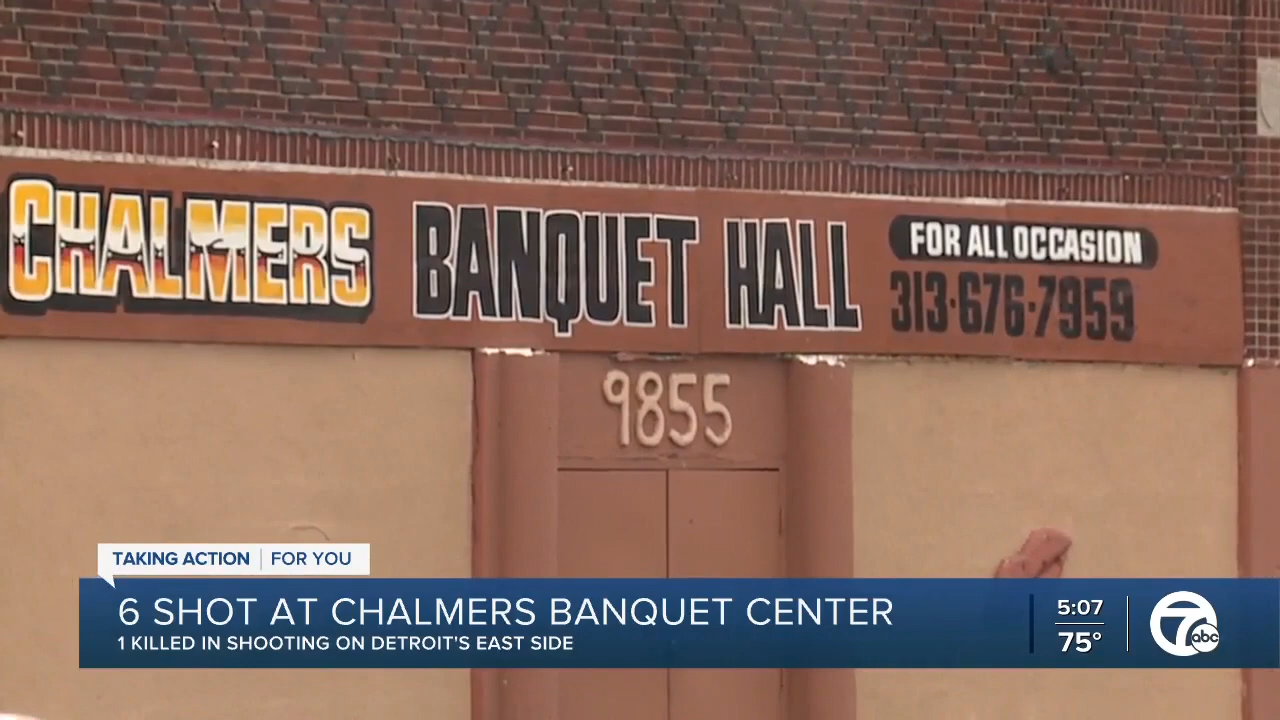 CHALMERS BANQUET HALL
FOR ALL OCCASION
313·676·7959
9855
TAKING ACTION FOR YOU
6 SHOT AT CHALMERS BANQUET CENTER
1 KILLED IN SHOOTING ON DETROIT'S EAST SIDE
5:07
75°
7 abc